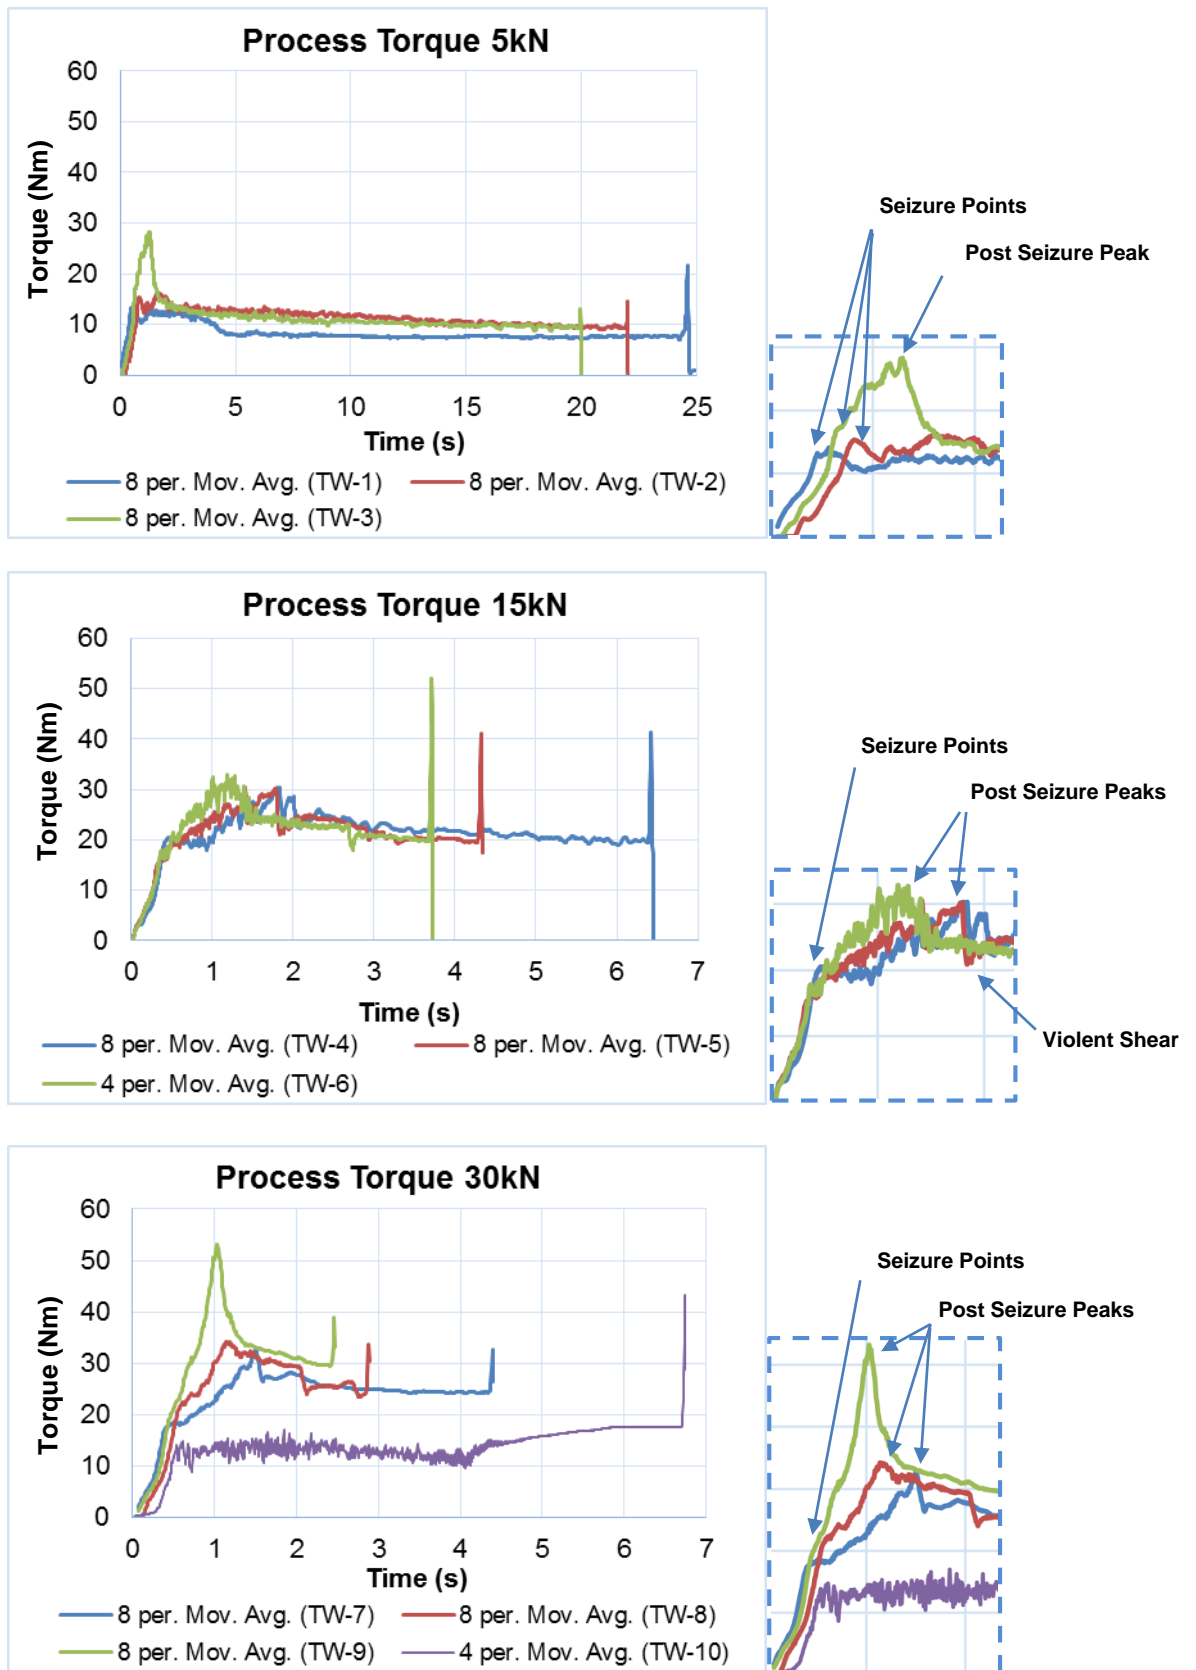 Process Torque 5kN
60
50
40
30
20
10
0
Torque (Nm)
0 5 10 15 20 25
Time (s)
8 per. Mov. Avg. (TW-1) 8 per. Mov. Avg. (TW-2)
8 per. Mov. Avg. (TW-3)
Seizure Points
Post Seizure Peak
Process Torque 15kN
60
50
40
30
20
10
0
Torque (Nm)
0 1 2 3 4 5 6 7
Time (s)
8 per. Mov. Avg. (TW-4) 8 per. Mov. Avg. (TW-5)
4 per. Mov. Avg. (TW-6)
Seizure Points
Post Seizure Peaks
Violent Shear
Process Torque 30kN
60
50
40
30
20
10
0
Torque (Nm)
0 1 2 3 4 5 6 7
Time (s)
8 per. Mov. Avg. (TW-7) 8 per. Mov. Avg. (TW-8)
8 per. Mov. Avg. (TW-9) 4 per. Mov. Avg. (TW-10)
Seizure Points
Post Seizure Peaks